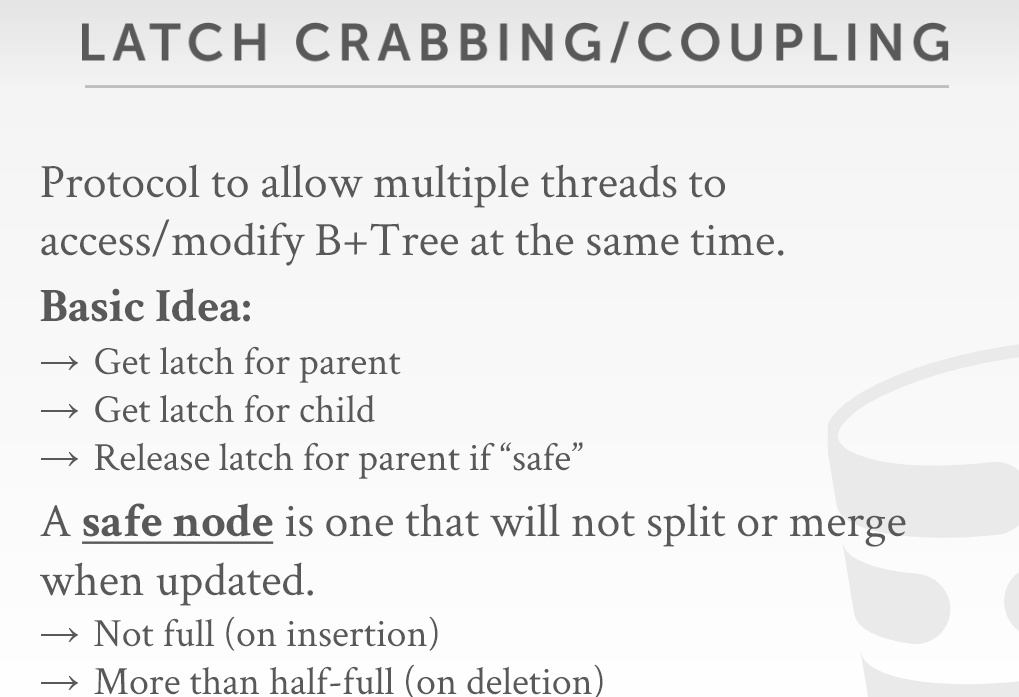 LATCH CRABBING/COUPLING
Protocol to allow multiple threads to
access/modify B+Tree at the same time.
Basic Idea:
→ Get latch for parent
→ Get latch for child
→ Release latch for parent if “safe”
A safe node is one that will not split or merge
when updated.
→ Not full (on insertion)
→ More than half-full (on deletion)